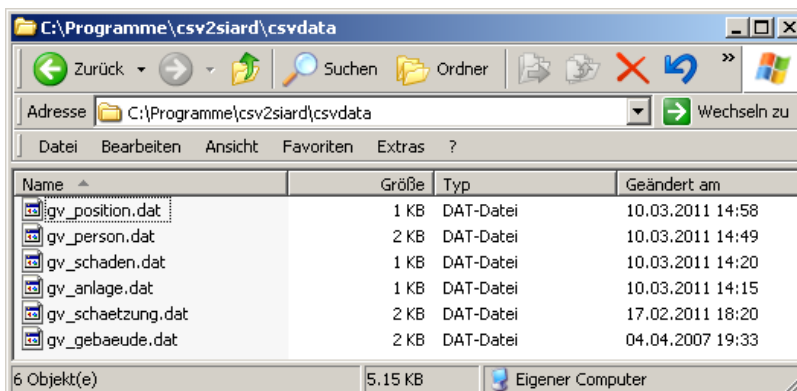 C:\Programme\csv2siard\csvdata
Zurück Suchen Ordner »
Adresse C:\Programme\csv2siard\csvdata Wechseln zu
Datei Bearbeiten Ansicht Favoriten Extras ?
Name Größe Typ Geändert am
gv_position.dat 1 KB DAT-Datei 10.03.2011 14:58
gv_person.dat 2 KB DAT-Datei 10.03.2011 14:49
gv_schaden.dat 1 KB DAT-Datei 10.03.2011 14:20
gv_anlage.dat 1 KB DAT-Datei 10.03.2011 14:15
gv_schaetzung.dat 2 KB DAT-Datei 17.02.2011 18:20
gv_gebaeude.dat 2 KB DAT-Datei 04.04.2007 19:33
6 Objekt(e) 5.15 KB Eigener Computer